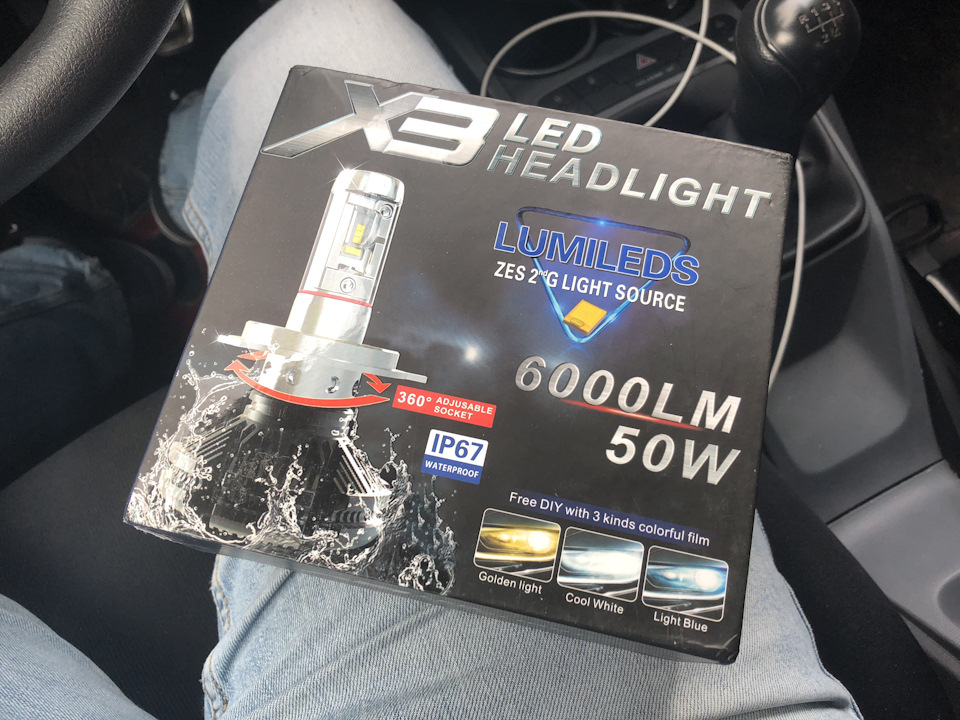 X3 LED
HEADLIGHT
LUMILEDS
ZES 2ndG LIGHT SOURCE
6000LM
50W
360° ADJUSABLE
SOCKET
IP67
WATERPROOF
Free DIY with 3 kinds colorful film
Golden light
Cool White
Light Blue